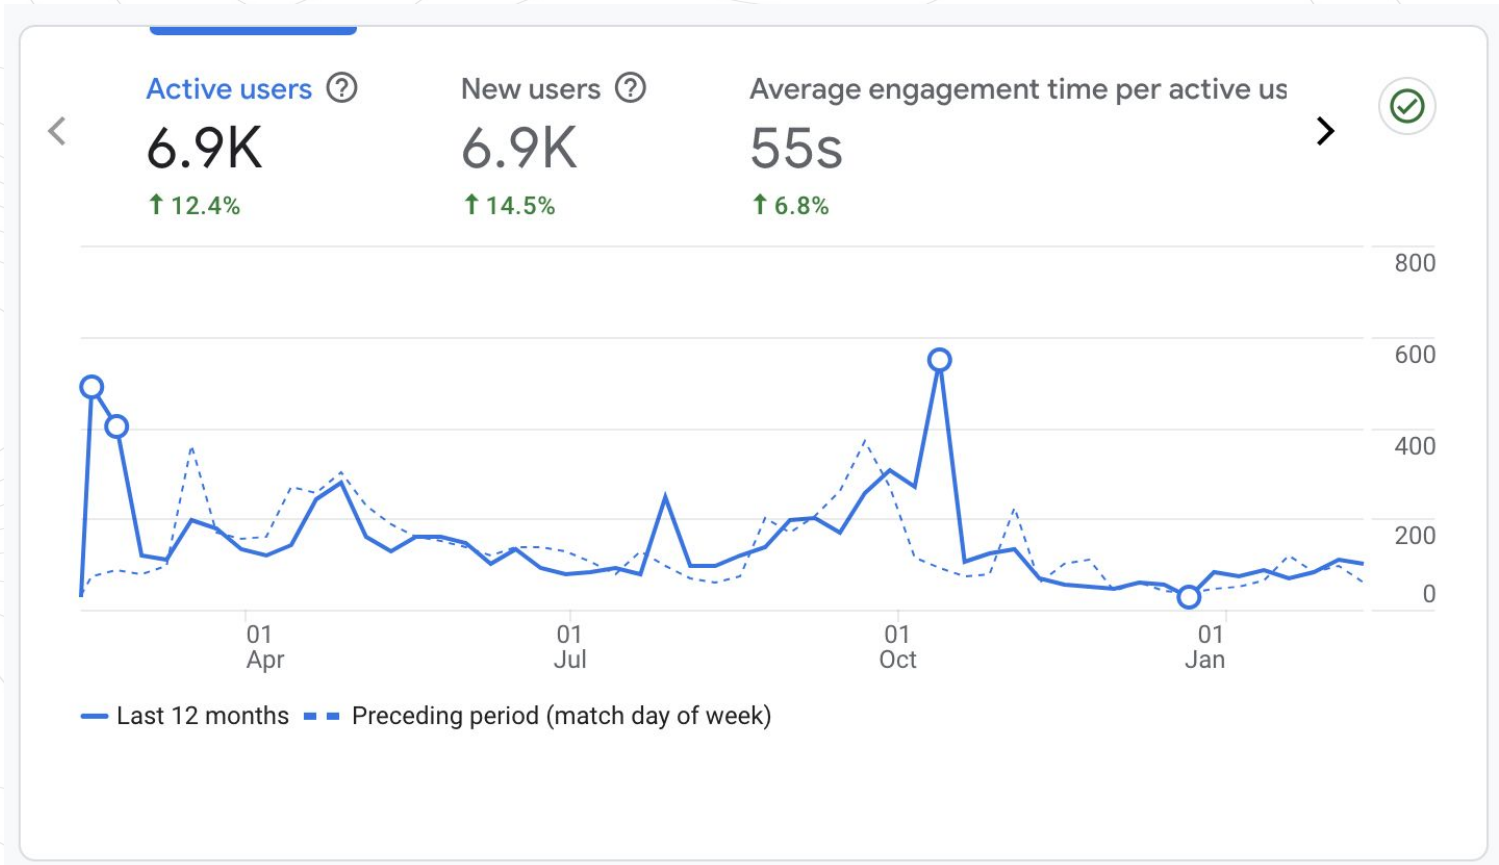 Active users
New users
Average engagement time per active us
6.9K
6.9K
55s
12.4%
14.5%
6.8%
800
600
400
200
0
01
Apr
01
Jul
01
Oct
01
Jan
Last 12 months
Preceding period (match day of week)